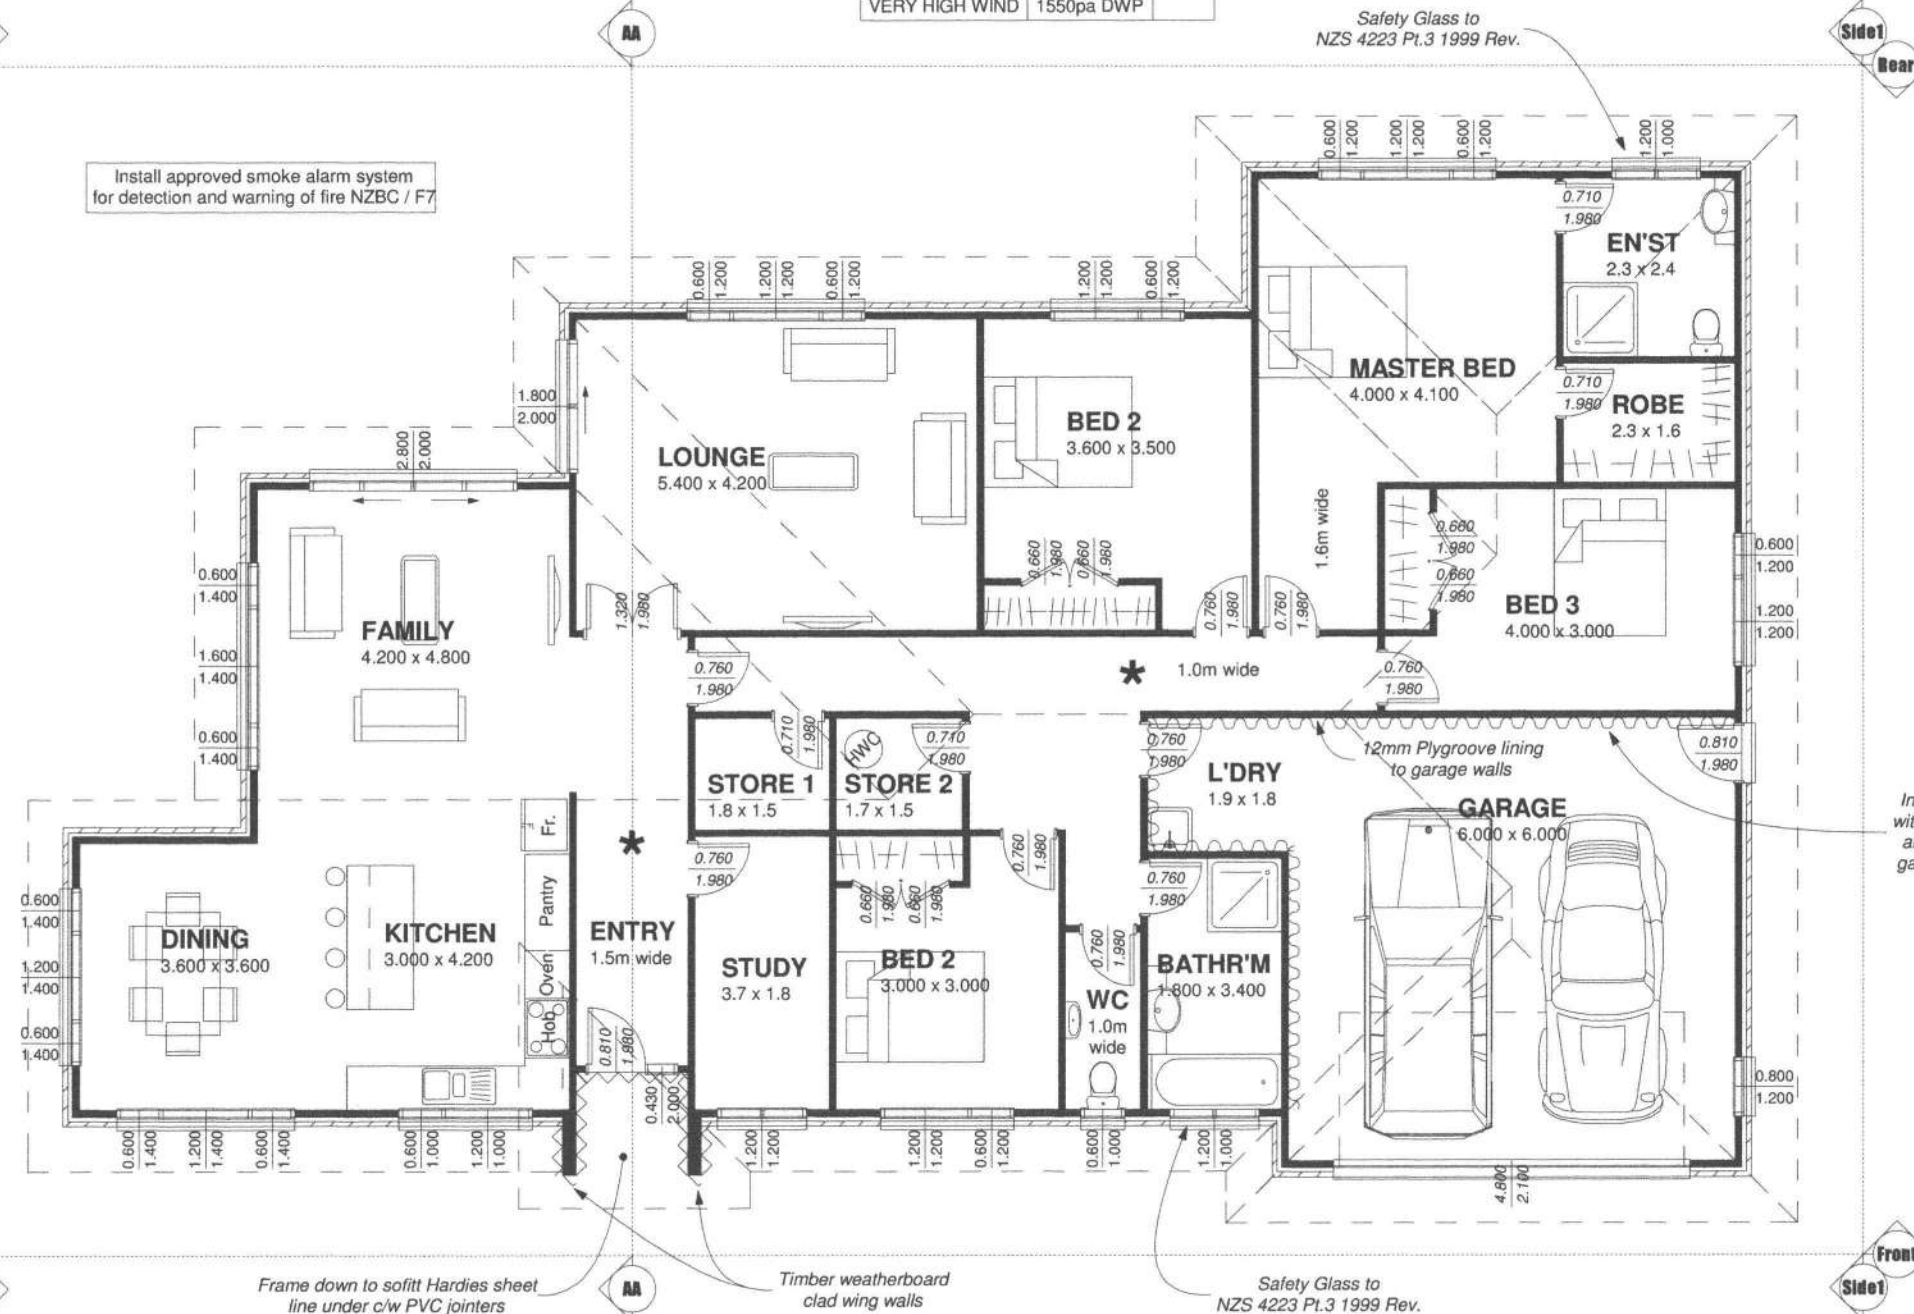 VERY HIGH WIND 1550pa DWP
AA
Safety Glass to
NZS 4223 Pt.3 1999 Rev.
Side1
Rear
Install approved smoke alarm system
for detection and warning of fire NZBC / F7
0.600 1.200
1.200 1.200
0.600 1.200
1.200 1.000
0.710
1.980
EN'ST
2.3 x 2.4
0.600 1.200
1.200 1.200
0.600 1.200
1.200 1.200
0.600 1.200
MASTER BED
4.000 x 4.100
0.710
1.980
ROBE
2.3 x 1.6
1.800
2.000
BED 2
3.600 x 3.500
LOUNGE
5.400 x 4.200
2.800 2.000
1.6m wide
0.660
1.980
0.660
1.980
BED 3
4.000 x 3.000
0.600
1.200
1.200
1.200
0.660 1.980
0.660 1.980
0.600
1.400
1.320 1.980
0.760 1.980
0.760 1.980
FAMILY
4.200 x 4.800
1.600
1.400
0.760
1.980
*
1.0m wide
0.760
1.980
0.600
1.400
0.710 1.980
HWC
0.710
1.980
0.760
1.980
12mm Plygroove lining
to garage walls
0.810
1.980
STORE 1
1.8 x 1.5
STORE 2
1.7 x 1.5
L'DRY
1.9 x 1.8
GARAGE
6.000 x 6.000
In
wit
a
ga
Fr.
*
0.760
1.980
0.760 1.980
0.760
1.980
0.600
1.400
Pantry
0.660 1.980
0.660 1.980
DINING
3.600 x 3.600
KITCHEN
3.000 x 4.200
ENTRY
1.5m wide
STUDY
3.7 x 1.8
BED 2
3.000 x 3.000
0.760 1.980
BATHR'M
1.800 x 3.400
1.200
1.400
Oven
Hob
WC
1.0m
wide
0.600
1.400
0.810 1.980
0.430 2.000
0.800
1.200
0.600 1.400
1.200 1.400
0.600 1.400
0.600 1.000
1.200 1.000
1.200 1.200
1.200 1.200
0.600 1.200
0.600 1.000
1.200 1.000
4.800 2.100
Front
Side1
AA
Frame down to sofitt Hardies sheet
line under c/w PVC jointers
Timber weatherboard
clad wing walls
Safety Glass to
NZS 4223 Pt.3 1999 Rev.